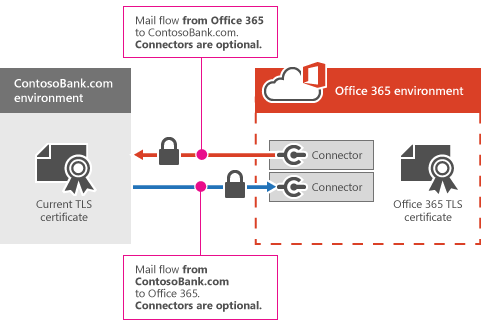 Mail flow from Office 365
to ContosoBank.com.
Connectors are optional.
ContosoBank.com
environment
Office 365 environment
Connector
Connector
Current TLS
certificate
Office 365 TLS
certificate
Mail flow from
ContosoBank.com
to Office 365.
Connectors are optional.